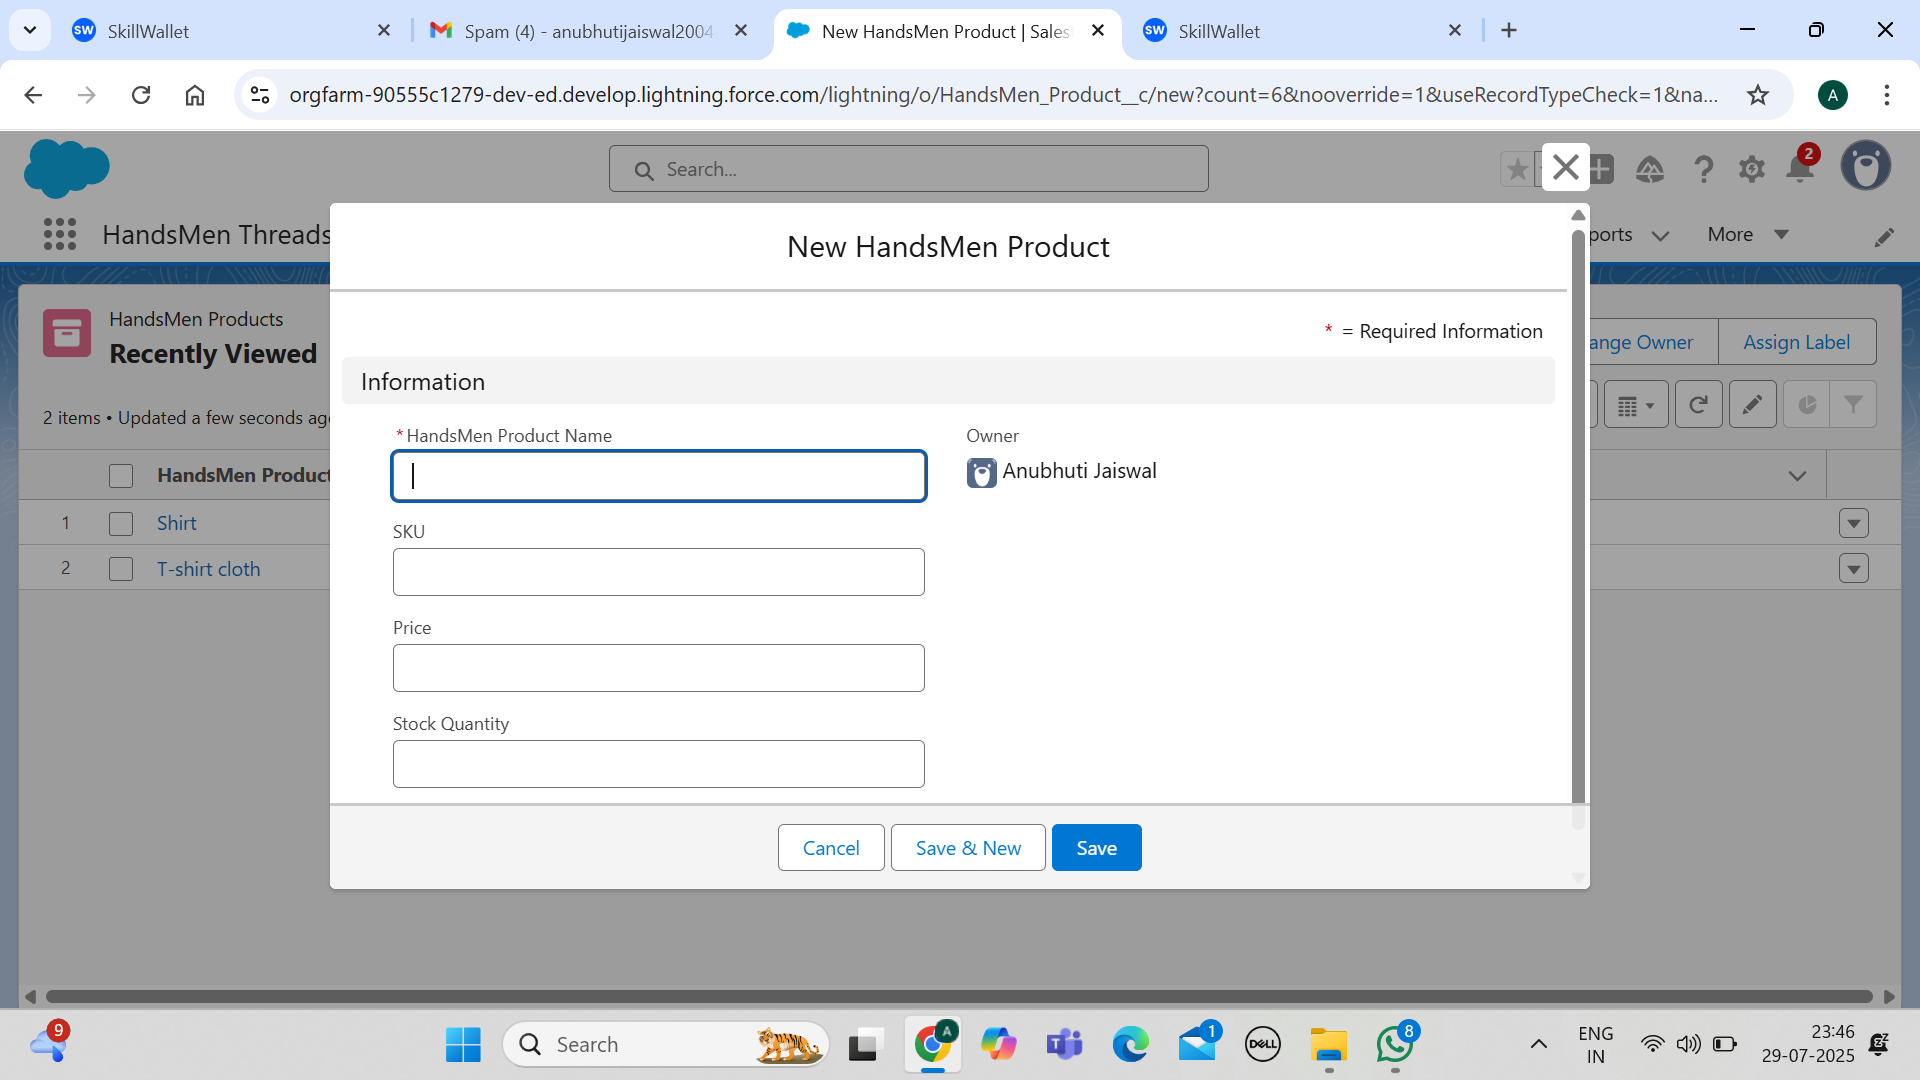 SW SkillWallet
Spam (4) - anubhutijaiswal2004
New HandsMen Product | Sales
SW SkillWallet
orgfarm-90555c1279-dev-ed.develop.lightning.force.com/lightning/o/HandsMen_Product__c/new?count=6&nooverride=1&useRecordTypeCheck=1&na...
A
Search...
2
HandsMen Threads
ports
More
New HandsMen Product
* = Required Information
HandsMen Products
Recently Viewed
ange Owner
Assign Label
2 items • Updated a few seconds ago
Information
*HandsMen Product Name
Owner
Anubhuti Jaiswal
HandsMen Product
1
Shirt
2
T-shirt cloth
SKU
Price
Stock Quantity
Cancel
Save & New
Save
9
Search
A
DELL
1
8
ENG
IN
23:46
29-07-2025